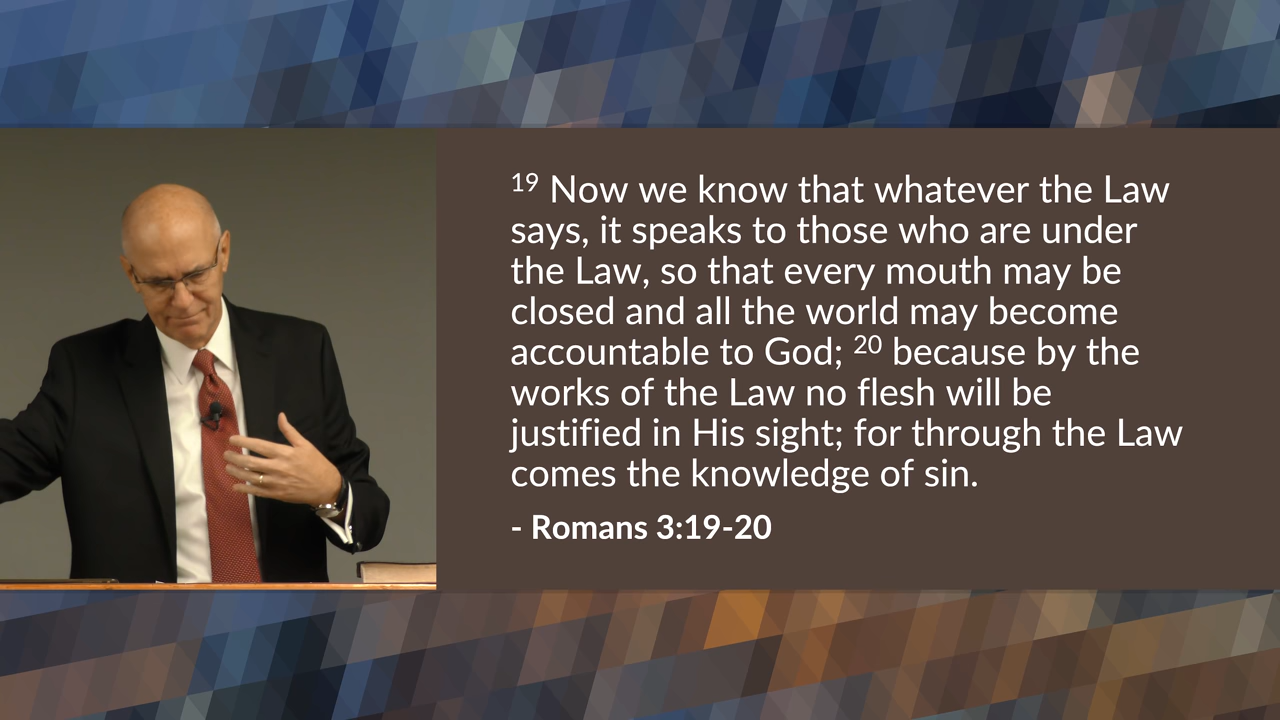 19 Now we know that whatever the Law
says, it speaks to those who are under
the Law, so that every mouth may be
closed and all the world may become
accountable to God; 20 because by the
works of the Law no flesh will be
justified in His sight; for through the Law
comes the knowledge of sin.
- Romans 3:19-20